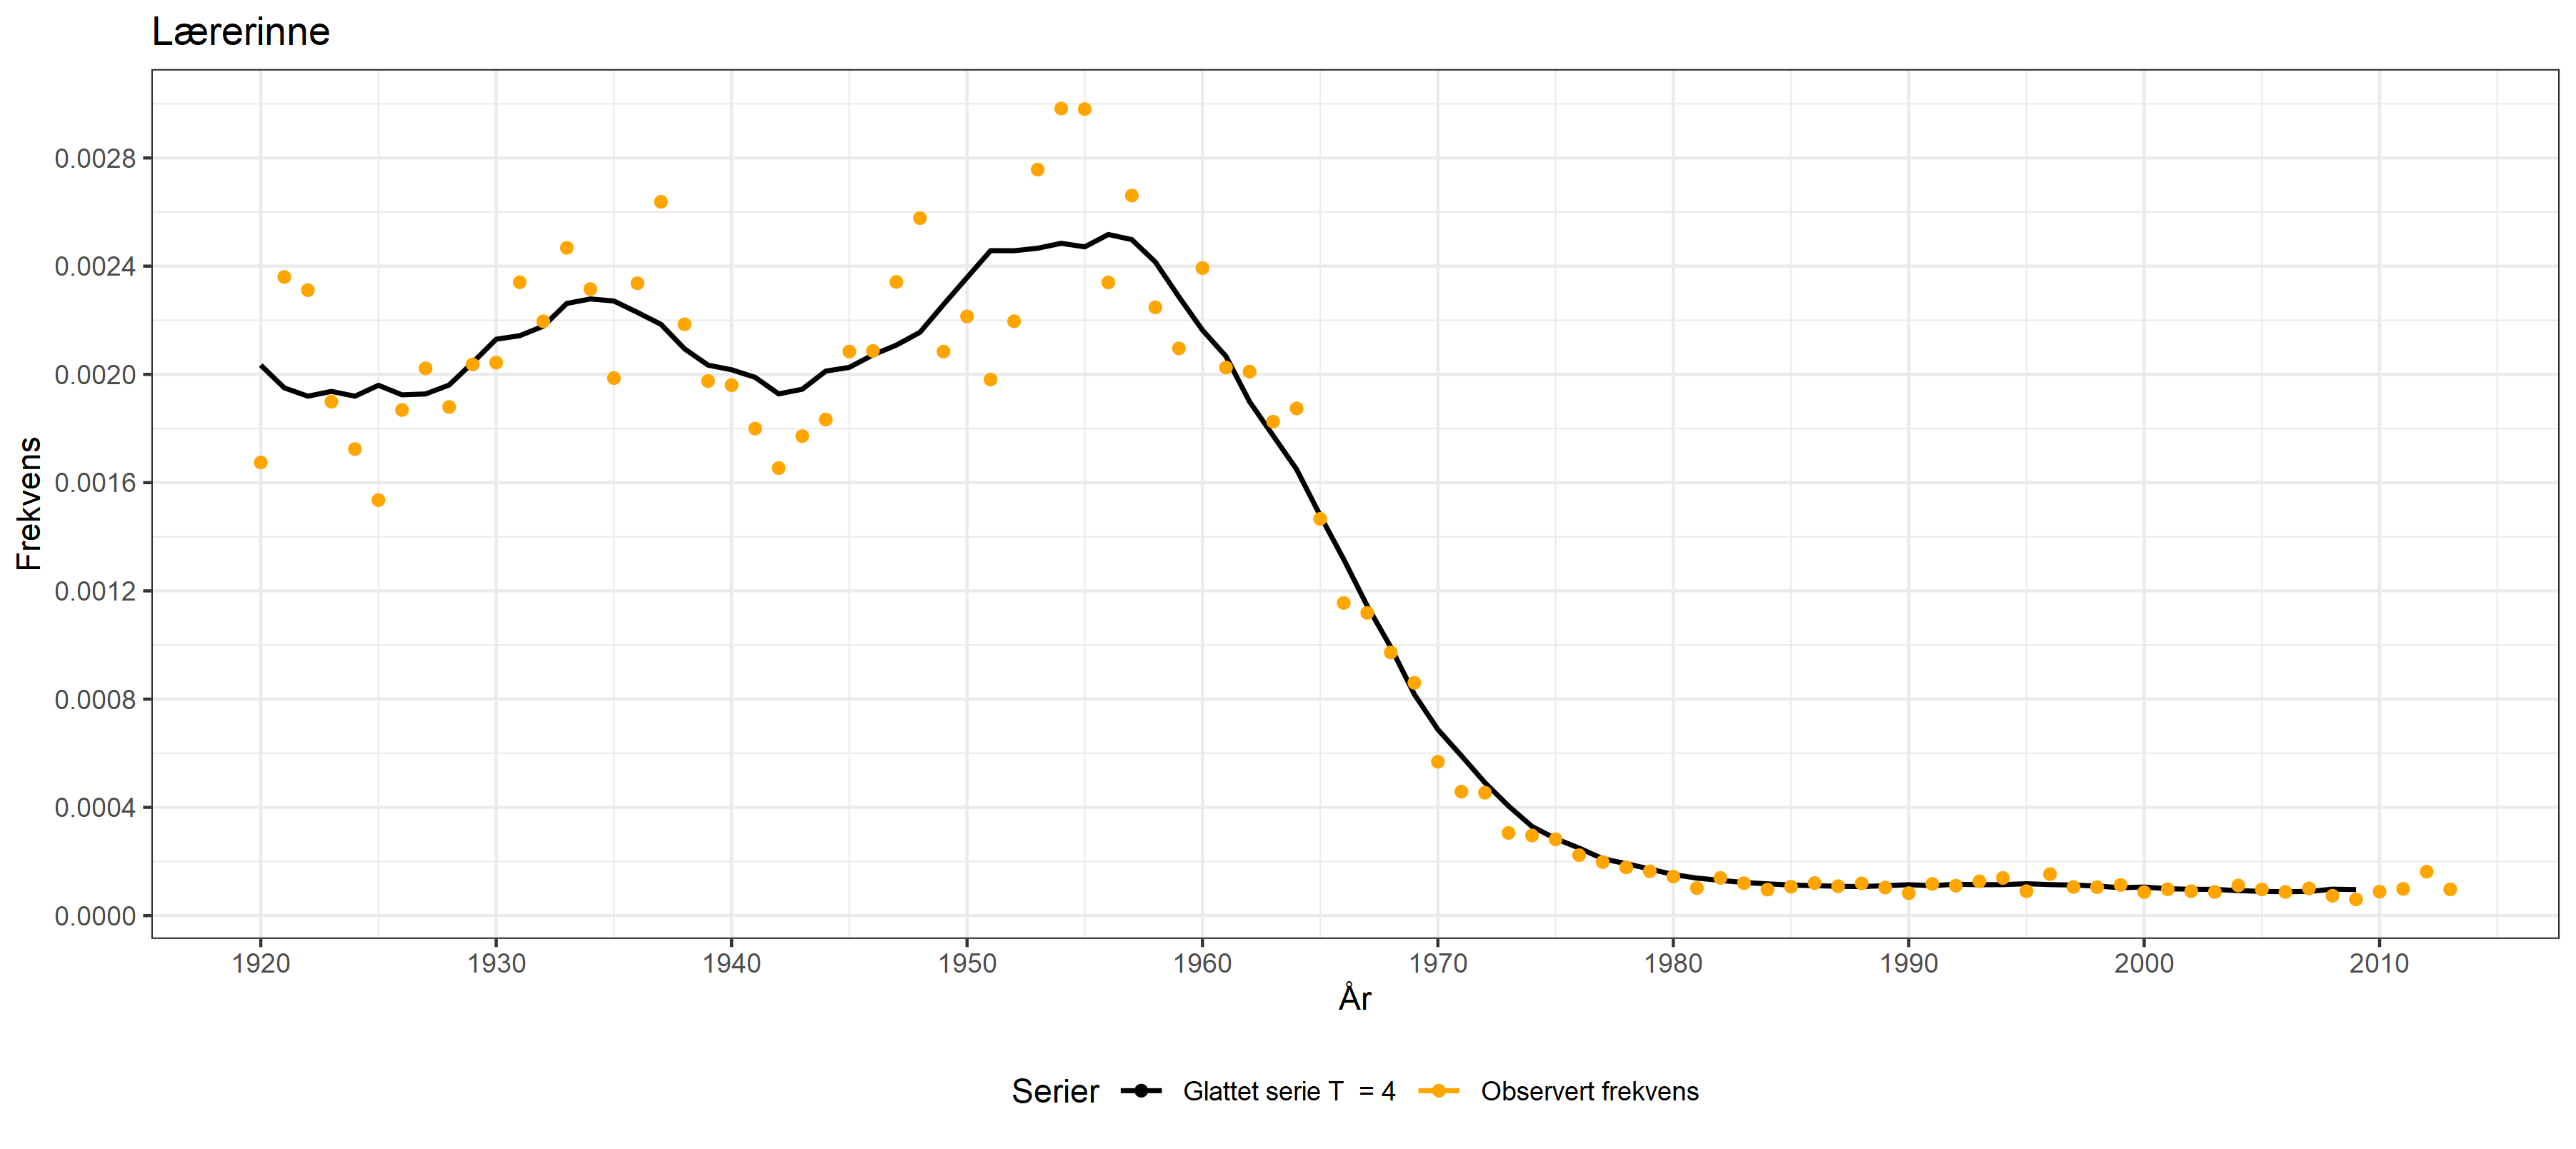 Lærerinne
Frekvens
0.0028
0.0024
0.0020
0.0016
0.0012
0.0008
0.0004
0.0000
1920 1930 1940 1950 1960 1970 1980 1990 2000 2010
År
Serier Glattet serie T = 4 Observert frekvens